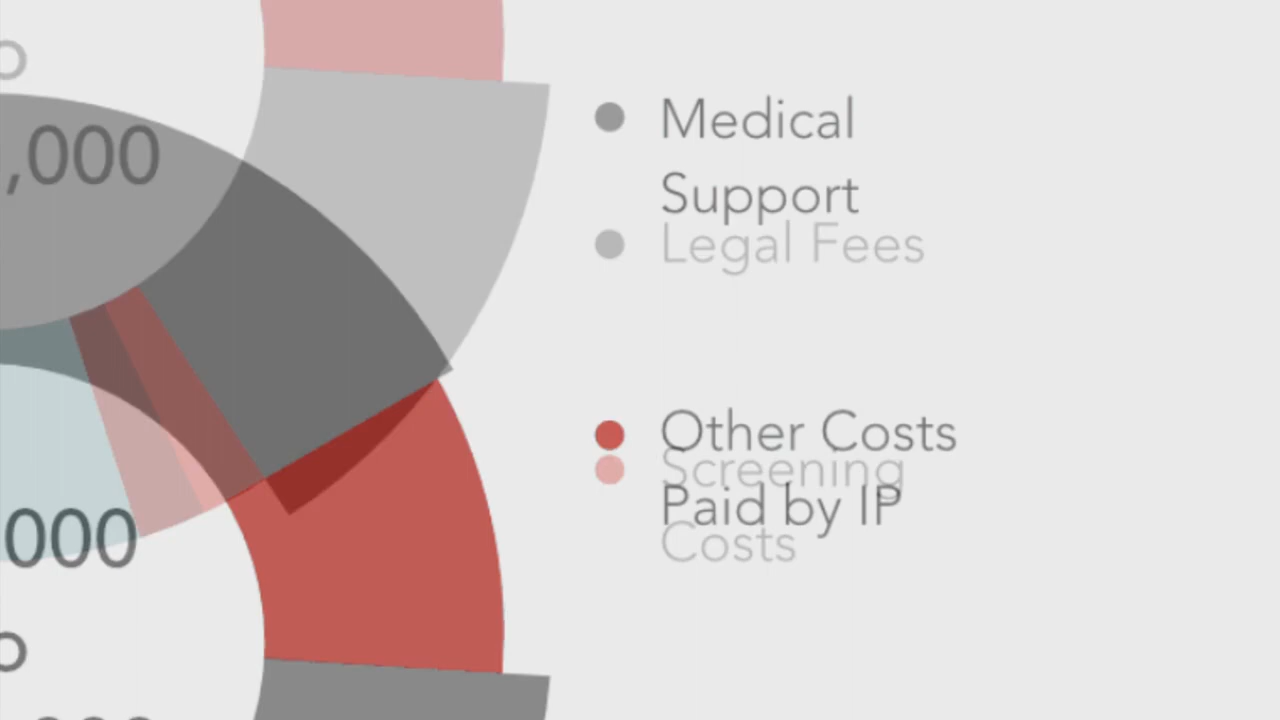 ,000
Medical
Support
Legal Fees
Other Costs
Screening
Paid by IP
Costs
000